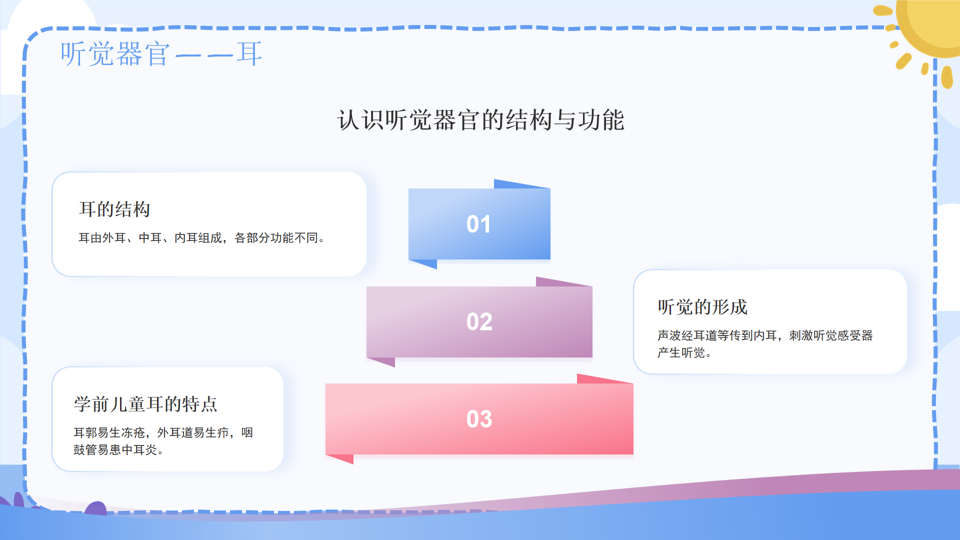 听觉器官———耳
认识听觉器官的结构与功能
耳的结构
耳由外耳、中耳、内耳组成，各部分功能不同。
01
02
听觉的形成
声波经耳道等传到内耳，刺激听觉感受器
产生听觉。
学前儿童耳的特点
耳郭易生冻疮，外耳道易生疖，咽
鼓管易患中耳炎。
03